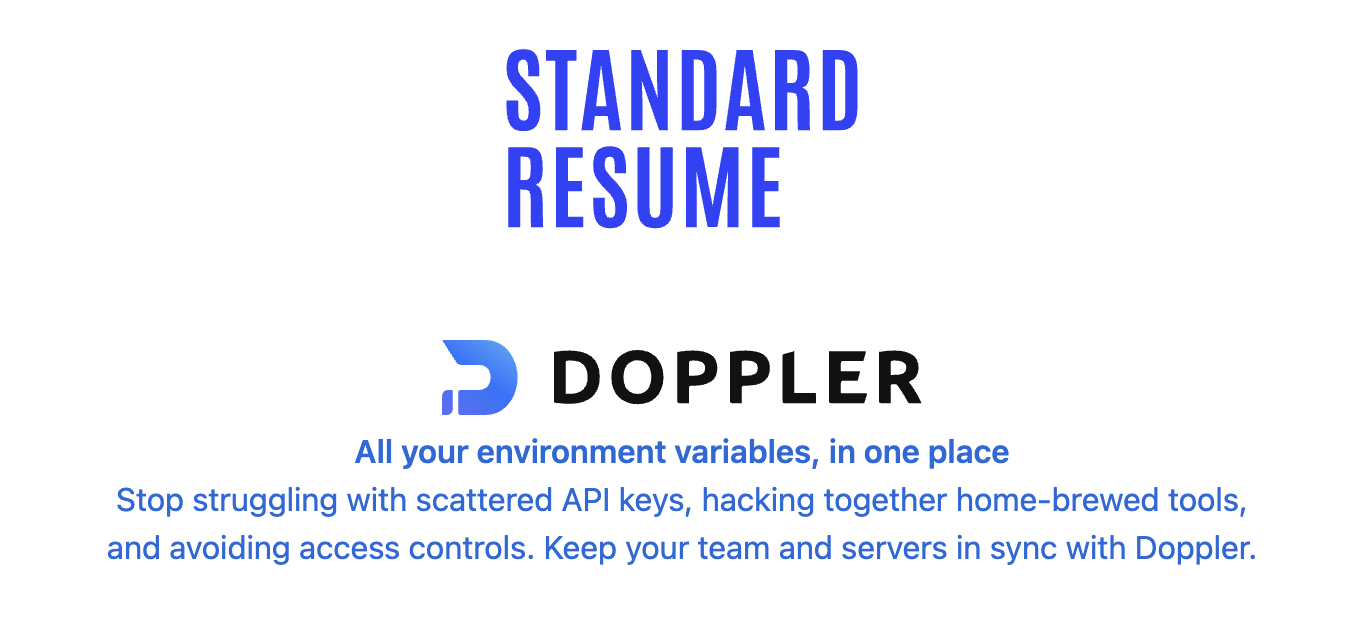 STANDARD
RESUME
DOPPLER
All your environment variables, in one place
Stop struggling with scattered API keys, hacking together home-brewed tools,
and avoiding access controls. Keep your team and servers in sync with Doppler.